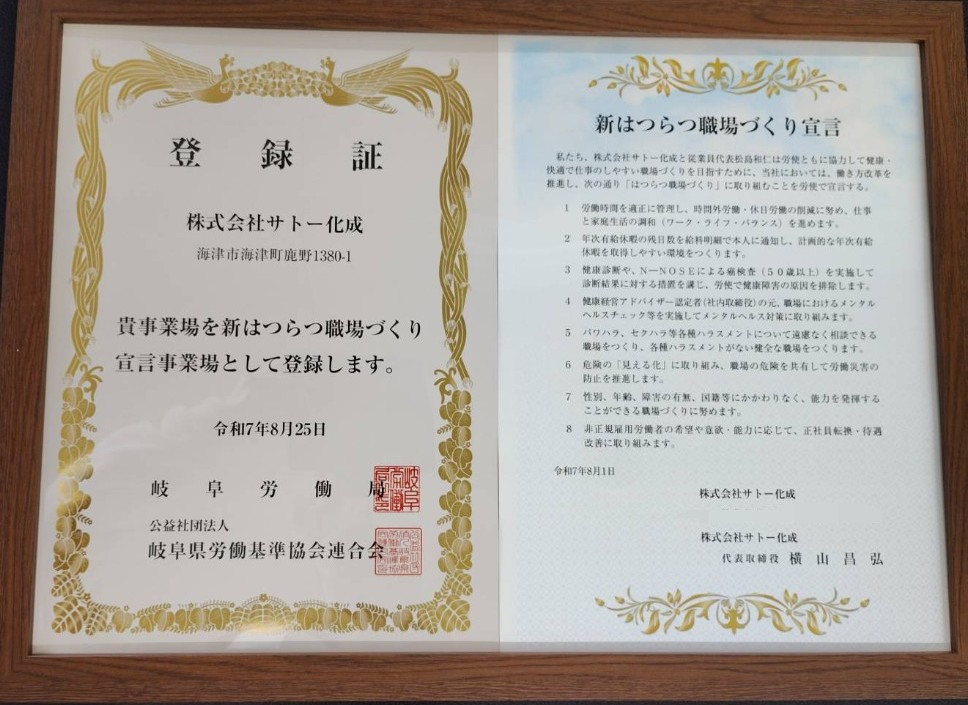 登録証
株式会社サトー化成
海津市海津町鹿野1380-1
貴事業場を新はつらつ職場づくり
宣言事業場として登録します。
令和7年8月25日
岐阜労働局
公益社団法人
岐阜県労働基準協会連合会
新はつらつ職場づくり宣言
私たち、株式会社サトー化成と従業員代表松島和仁は労使ともに協力して健康・
快適で仕事のしやすい職場づくりを目指すために、当社においては、働き方改革を
推進し、次の通り「はつらつ職場づくり」に取り組むことを労使で宣言する。
1 労働時間を適正に管理し、時間外労働・休日労働の削減に努め、仕事
と家庭生活の調和（ワーク・ライフ・バランス）を進めます。
2 年次有給休暇の残日数を給料明細で本人に通知し、計画的な年次有給
休暇を取得しやすい環境をつくります。
3 健康診断や、N―NOSEによる癌検査（50歳以上）を実施して
診断結果に対する措置を講じ、労使で健康障害の原因を排除します。
4 健康経営アドバイザー認定者(社内取締役)の元、職場におけるメンタル
ヘルスチェック等を実施してメンタルヘルス対策に取り組みます。
5 パワハラ、セクハラ等各種ハラスメントについて遠慮なく相談できる
職場をつくり、各種ハラスメントがない健全な職場をつくります。
6 危険の「見える化」に取り組み、職場の危険を共有して労働災害の
防止を推進します。
7 性別、年齢、障害の有無、国籍等にかかわりなく、能力を発揮する
ことができる職場づくりに努めます。
8 非正規雇用労働者の希望や意欲・能力に応じて、正社員転換・待遇
改善に取り組みます。
令和7年8月1日
株式会社サトー化成
株式会社サトー化成
代表取締役 横山昌弘